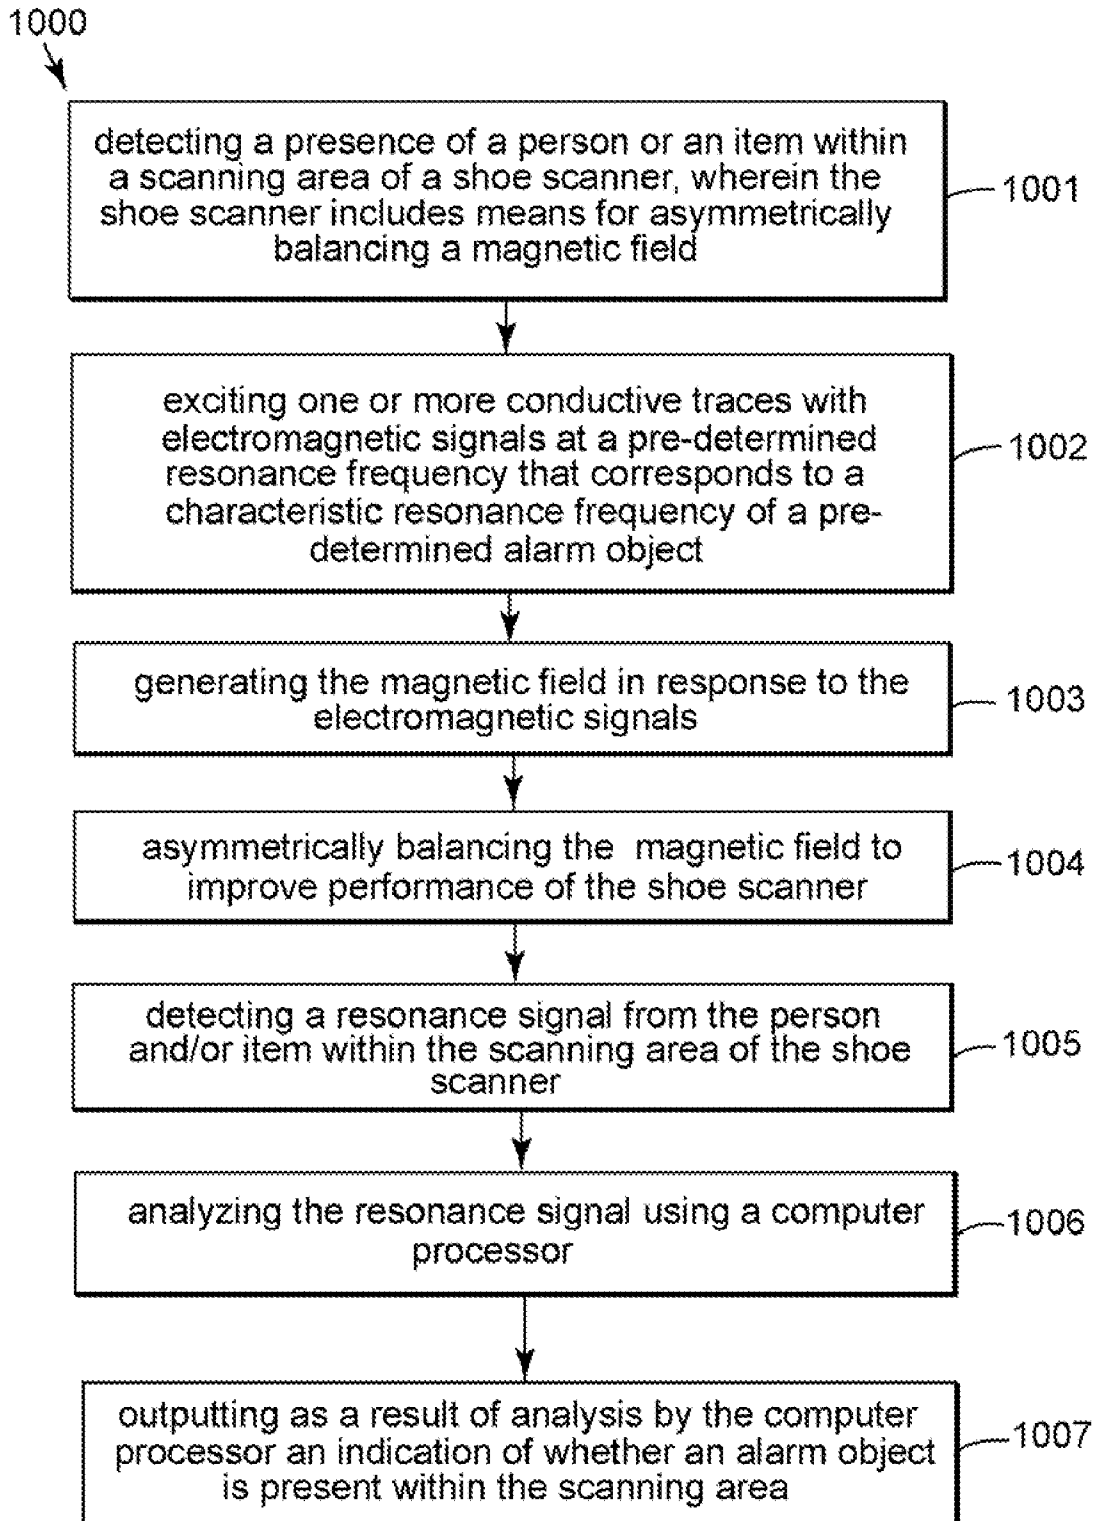 1000
detecting a presence of a person or an item within
a scanning area of a shoe scanner, wherein the
shoe scanner includes means for asymmetrically
balancing a magnetic field
1001
exciting one or more conductive traces with
electromagnetic signals at a pre-determined
resonance frequency that corresponds to a
characteristic resonance frequency of a pre-
determined alarm object
1002
generating the magnetic field in response to the
electromagnetic signals
1003
asymmetrically balancing the magnetic field to
improve performance of the shoe scanner
1004
detecting a resonance signal from the person
and/or item within the scanning area of the shoe
scanner
1005
analyzing the resonance signal using a computer
processor
1006
outputting as a result of analysis by the computer
processor an indication of whether an alarm object
is present within the scanning area
1007